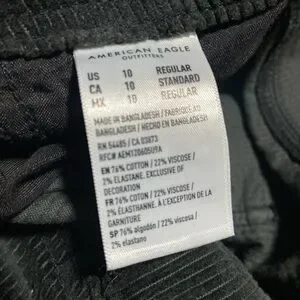 AMERICAN EAGLE
OUTFITTERS
US 10 REGULAR
CA 10 STANDARD
MX 10 REGULAR
MADE IN BANGLADESH / FABRIQUÉ AU
BANGLADESH / HECHO EN BANGLADESH
RN 54485 / CA 03073
RFC# AEMT20605U9A
EN 76% COTTON / 22% VISCOSE /
2% ELASTANE. EXCLUSIVE OF
DECORATION
FR 76% COTON / 22% VISCOSE /
2% ÉLASTHANNE. À L'EXCEPTION DE LA
GARNITURE
SP 76% algodón / 22% viscosa /
2% elastano